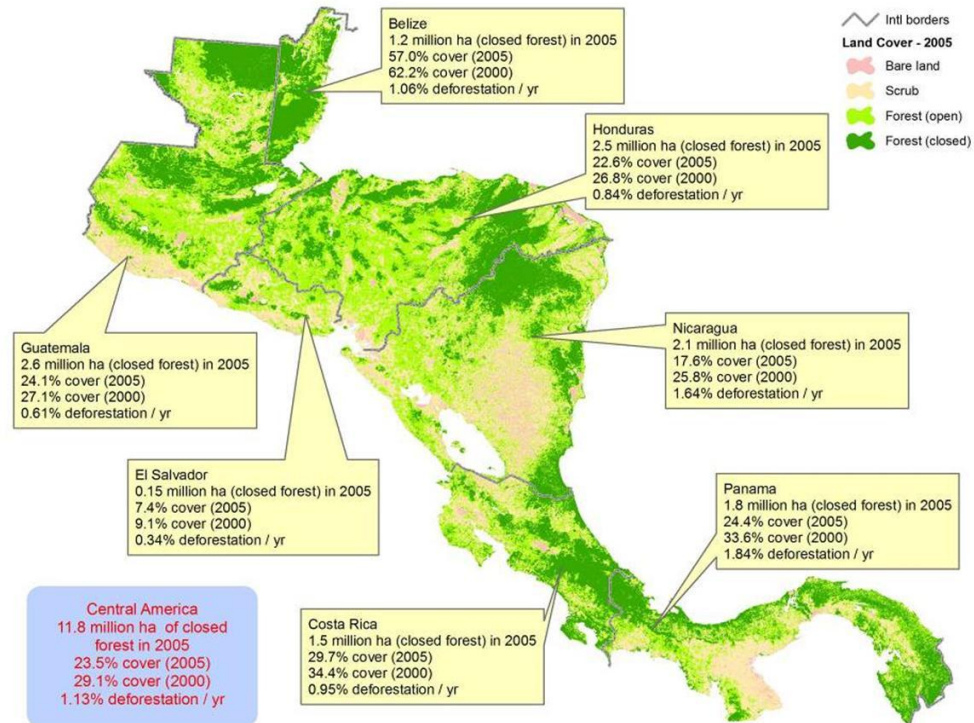 Belize
1.2 million ha (closed forest) in 2005
57.0% cover (2005)
62.2% cover (2000)
1.06% deforestation / yr
Intl borders
Land Cover - 2005
Bare land
Scrub
Forest (open)
Forest (closed)
Honduras
2.5 million ha (closed forest) in 2005
22.6% cover (2005)
26.8% cover (2000)
0.84% deforestation / yr
Guatemala
2.6 million ha (closed forest) in 2005
24.1% cover (2005)
27.1% cover (2000)
0.61% deforestation / yr
Nicaragua
2.1 million ha (closed forest) in 2005
17.6% cover (2005)
25.8% cover (2000)
1.64% deforestation / yr
El Salvador
0.15 million ha (closed forest) in 2005
7.4% cover (2005)
9.1% cover (2000)
0.34% deforestation / yr
Panama
1.8 million ha (closed forest) in 2005
24.4% cover (2005)
33.6% cover (2000)
1.84% deforestation / yr
Central America
11.8 million ha of closed
forest in 2005
23.5% cover (2005)
29.1% cover (2000)
1.13% deforestation / yr
Costa Rica
1.5 million ha (closed forest) in 2005
29.7% cover (2005)
34.4% cover (2000)
0.95% deforestation / yr